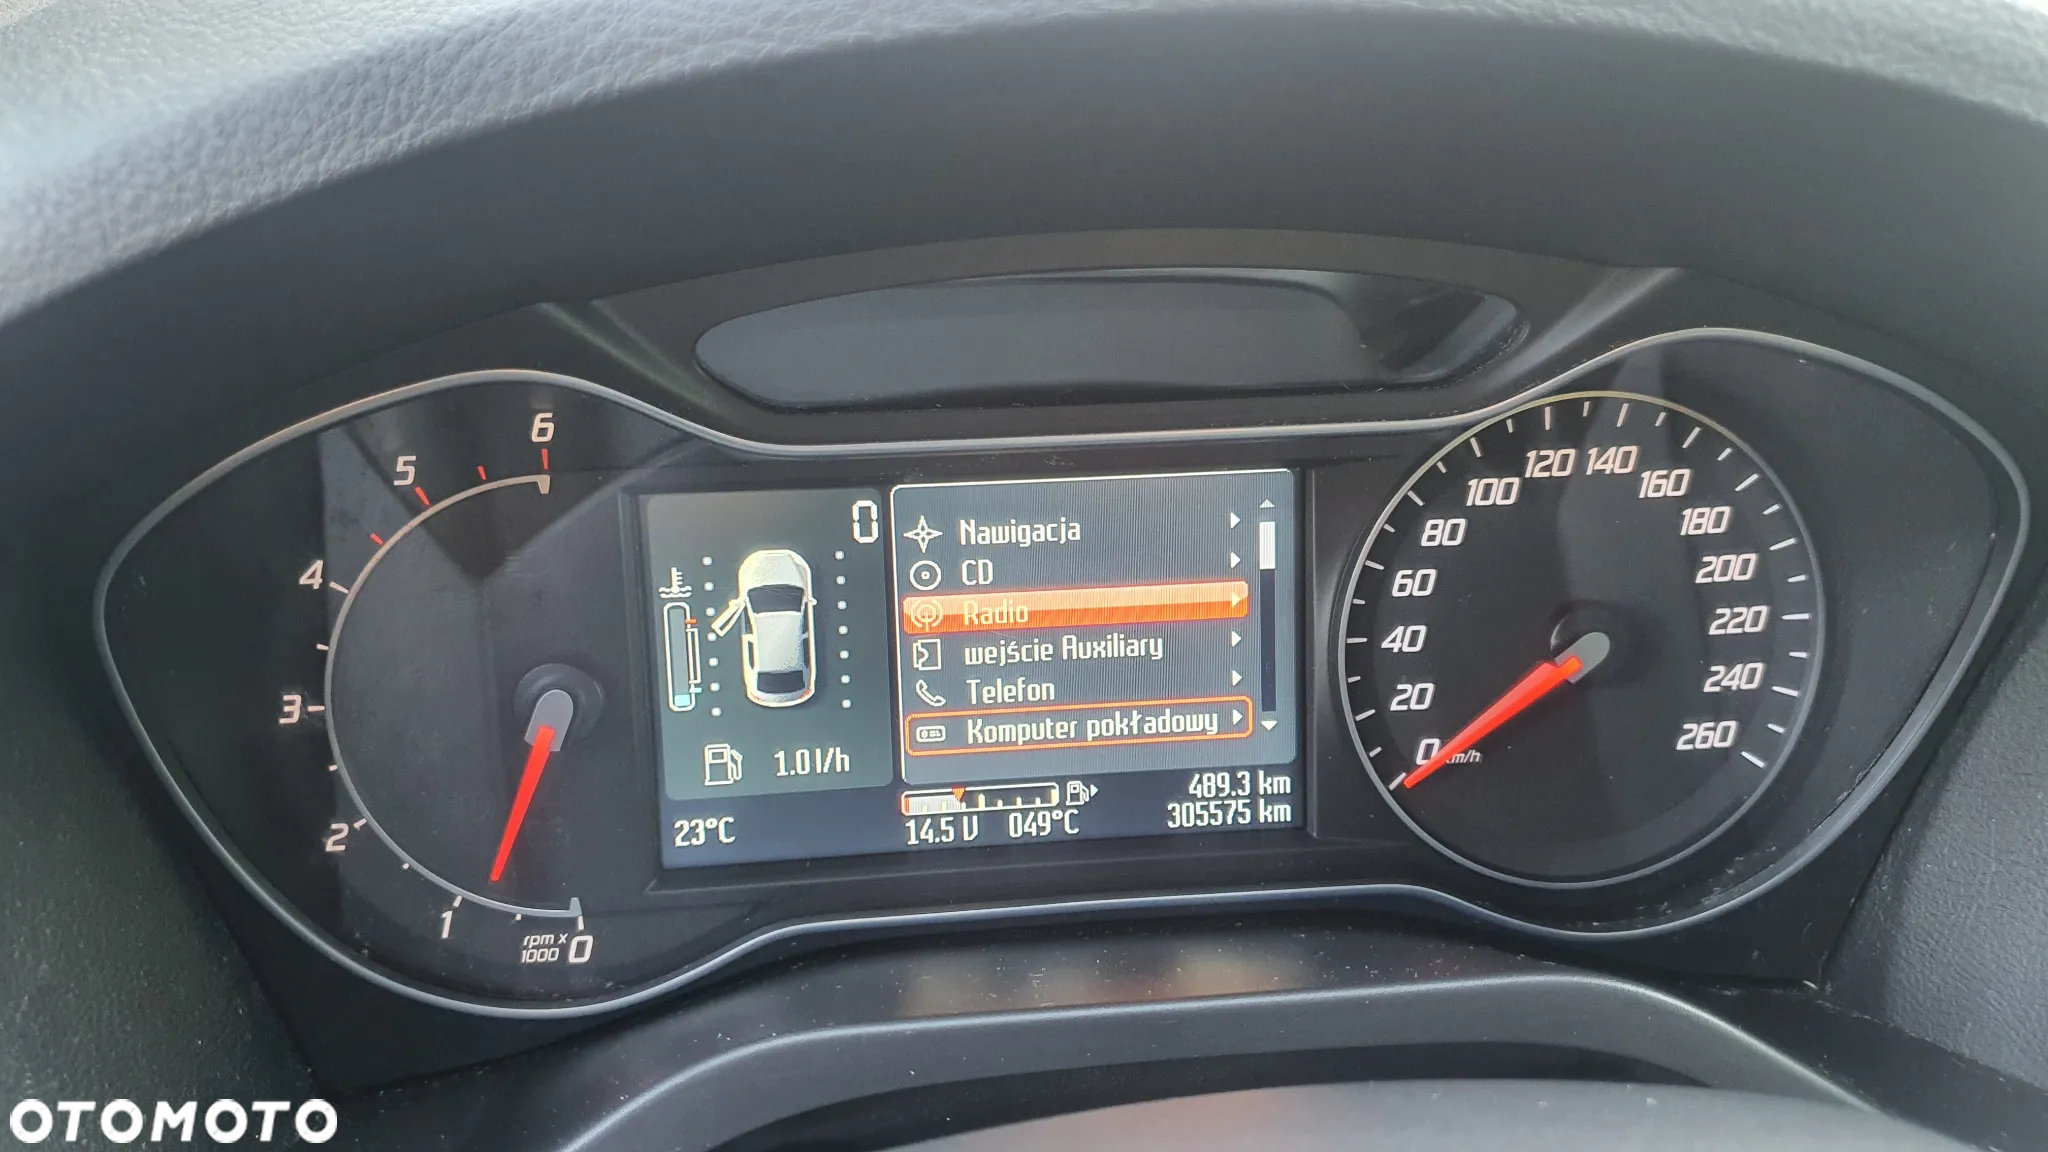 6
5
4
3
2
1
rpm x
1000
0
0
1.0 l/h
23°C
Nawigacja
CD
Radio
wejście Auxiliary
Telefon
Komputer pokładowy
14.5 V 049°C
489.3 km
305575 km
0
km/h
20
40
60
80
100
120
140
160
180
200
220
240
260
OTOMOTO